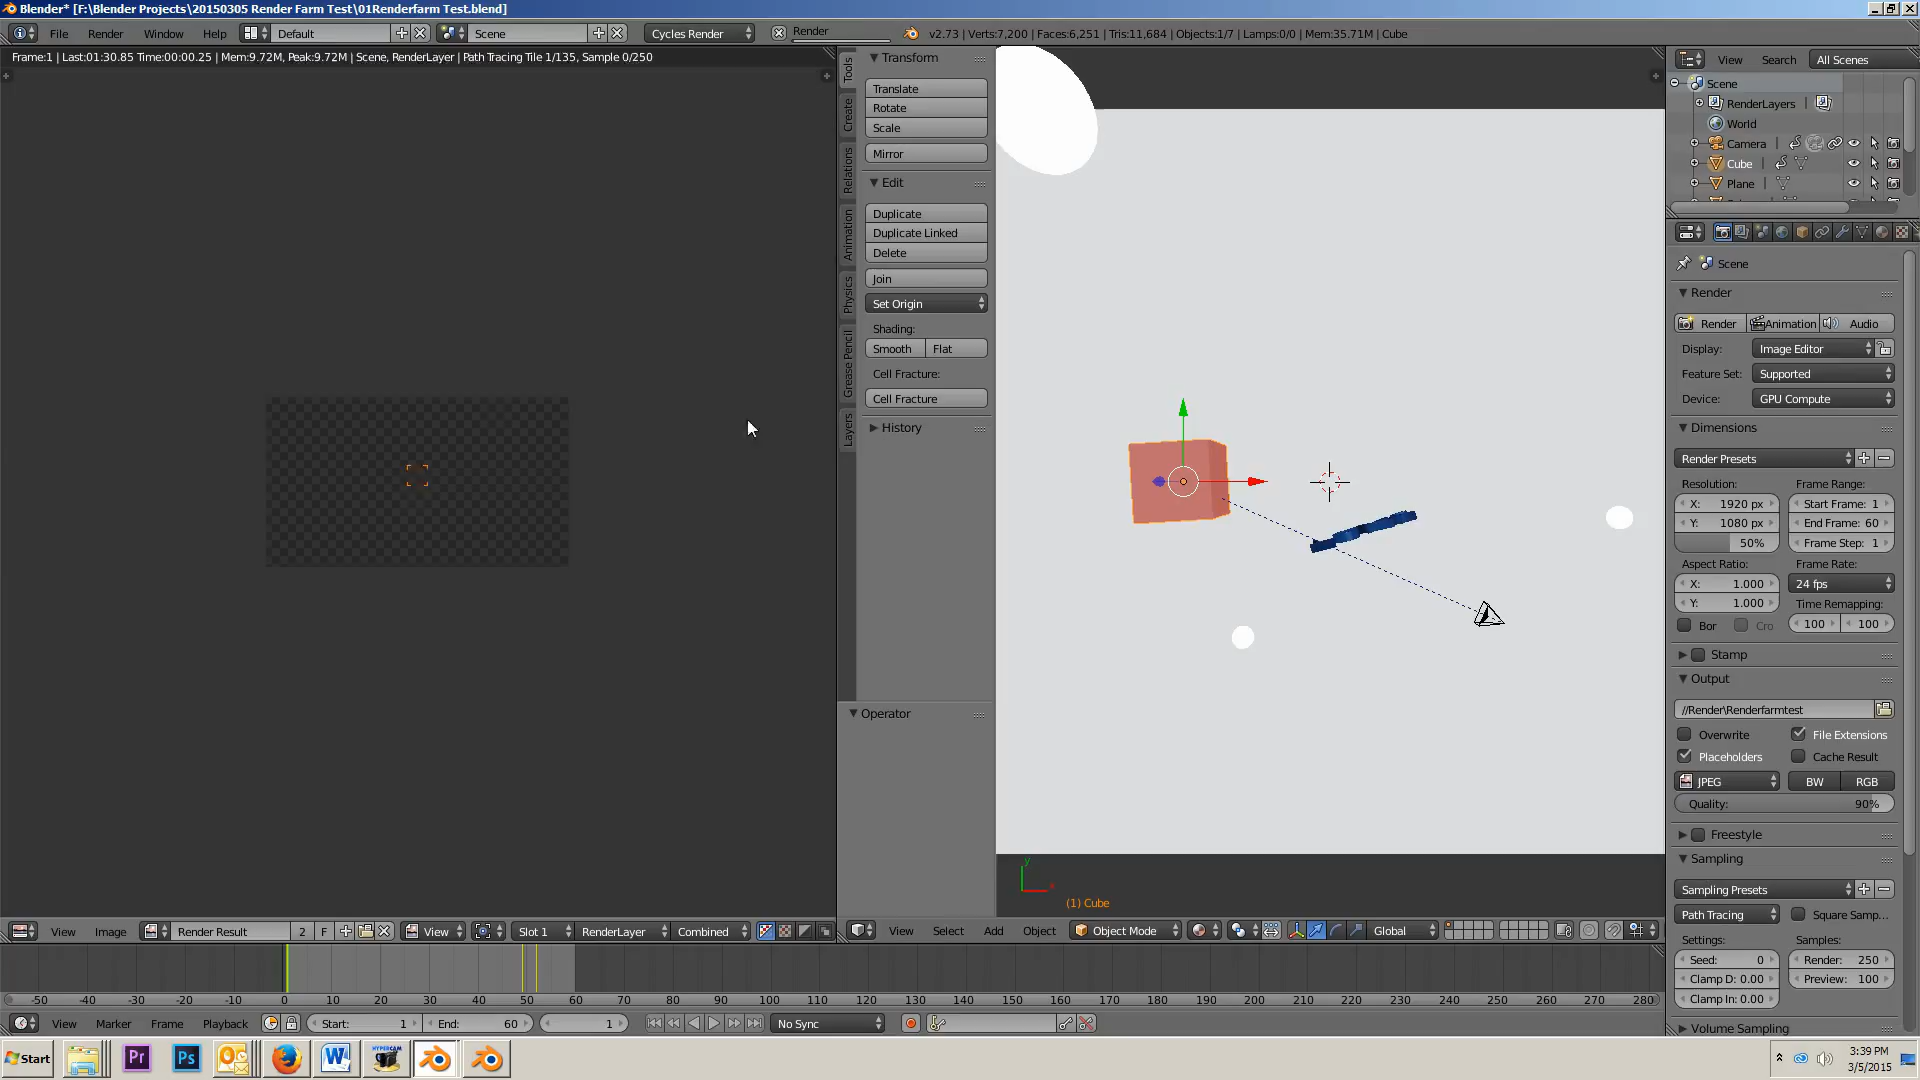 Blender* [F:\Blender Projects\20150305 Render Farm Test\01Renderfarm Test.blend]
File Render Window Help Default Scene Cycles Render Render v2.73 | Verts:7,200 | Faces:6,251 | Tris:11,684 | Objects:1/7 | Lamps:0/0 | Mem:35.71M | Cube
Frame:1 | Last:01:30.85 Time:00:00.25 | Mem:9.72M, Peak:9.72M | Scene, RenderLayer | Path Tracing Tile 1/135, Sample 0/250
Tools
Create
Relations
Animation
Physics
Grease Pencil
Layers
Transform
Translate
Rotate
Scale
Mirror
Edit
Duplicate
Duplicate Linked
Delete
Join
Set Origin
Shading:
Smooth Flat
Cell Fracture:
Cell Fracture
History
Operator
y
x
(1) Cube
View Search All Scenes
Scene
RenderLayers
World
Camera
Cube
Plane
Scene
Render
Render Animation Audio
Display: Image Editor
Feature Set: Supported
Device: GPU Compute
Dimensions
Render Presets
Resolution: Frame Range:
X: 1920 px Start Frame: 1
Y: 1080 px End Frame: 60
50% Frame Step: 1
Aspect Ratio: Frame Rate:
X: 1.000 24 fps
Y: 1.000 Time Remapping:
Bor Cro 100 100
Stamp
Output
//Render\Renderfarmtest
Overwrite File Extensions
Placeholders Cache Result
JPEG BW RGB
Quality: 90%
Freestyle
Sampling
Sampling Presets
Path Tracing Square Samp...
Settings: Samples:
Seed: 0 Render: 250
Clamp D: 0.00 Preview: 100
Clamp In: 0.00
Volume Sampling
View Image Render Result 2 F View Slot 1 RenderLayer Combined
View Select Add Object Object Mode Global
-50 -40 -30 -20 -10 0 10 20 30 40 50 60 70 80 90 100 110 120 130 140 150 160 170 180 190 200 210 220 230 240 250 260 270 280
View Marker Frame Playback Start: 1 End: 60 1 No Sync
Start Pr Ps HYPERCAM
3:39 PM
3/5/2015